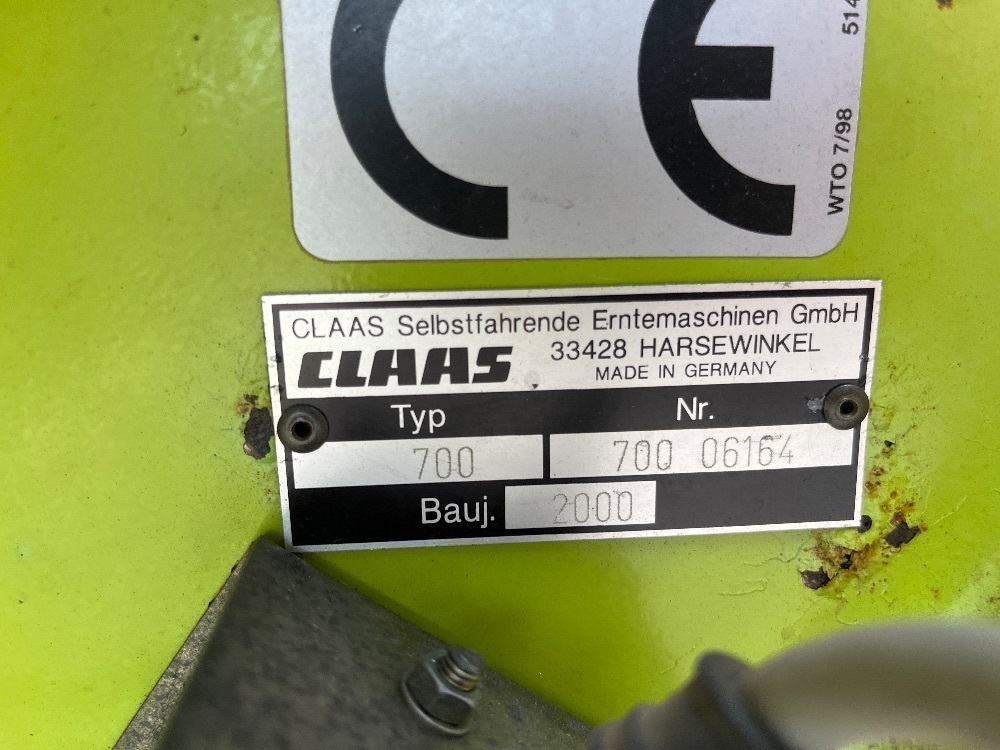 CE
WTO 7/98 514
CLAAS Selbstfahrende Erntemaschinen GmbH
CLAAS 33428 HARSEWINKEL
MADE IN GERMANY
Typ Nr.
700 700 06164
Bauj. 2000